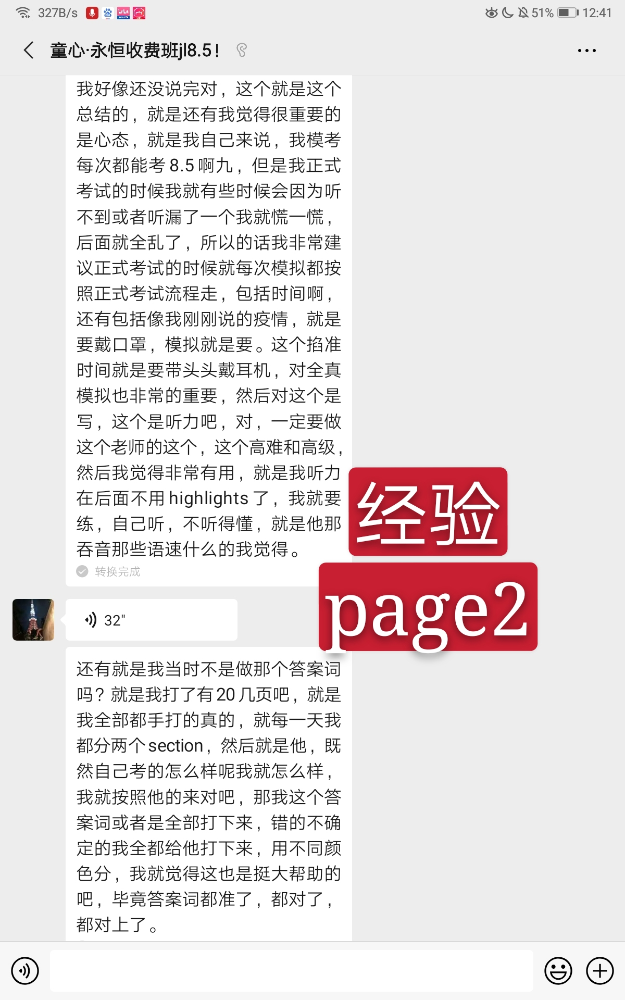 327B/s 51% 12:41
童心·永恒收费班jl8.5!
我好像还没说完对，这个就是这个
总结的，就是还有我觉得很重要的
是心态，就是我自己来说，我模考
每次都能考8.5啊九，但是我正式
考试的时候我就有些时候会因为听
不到或者听漏了一个我就慌一慌，
后面就全乱了，所以的话我非常建
议正式考试的时候就每次模拟都按
照正式考试流程走，包括时间啊，
还有包括像我刚刚说的疫情，就是
要戴口罩，模拟就是要。这个掐准
时间就是要带头头戴耳机，对全真
模拟也非常的重要，然后对这个是
写，这个是听力吧，对，一定要做
这个老师的这个，这个高难和高级，
然后我觉得非常有用，就是我听力
在后面不用highlights了，我就要
练，自己听，不听得懂，就是他那
吞音那些语速什么的我觉得。
转换完成
经验
page2
32"
还有就是我当时不是做那个答案词
吗？就是我打了有20几页吧，就是
我全部都手打的真的，就每一天我
都分两个section，然后就是他，既
然自己考的怎么样呢我就怎么样，
我就按照他的来对吧，那我这个答
案词或者是全部打下来，错的不确
定的我全都给他打下来，用不同颜
色分，我就觉得这也是挺大帮助的
吧，毕竟答案词都准了，都对了，
都对上了。